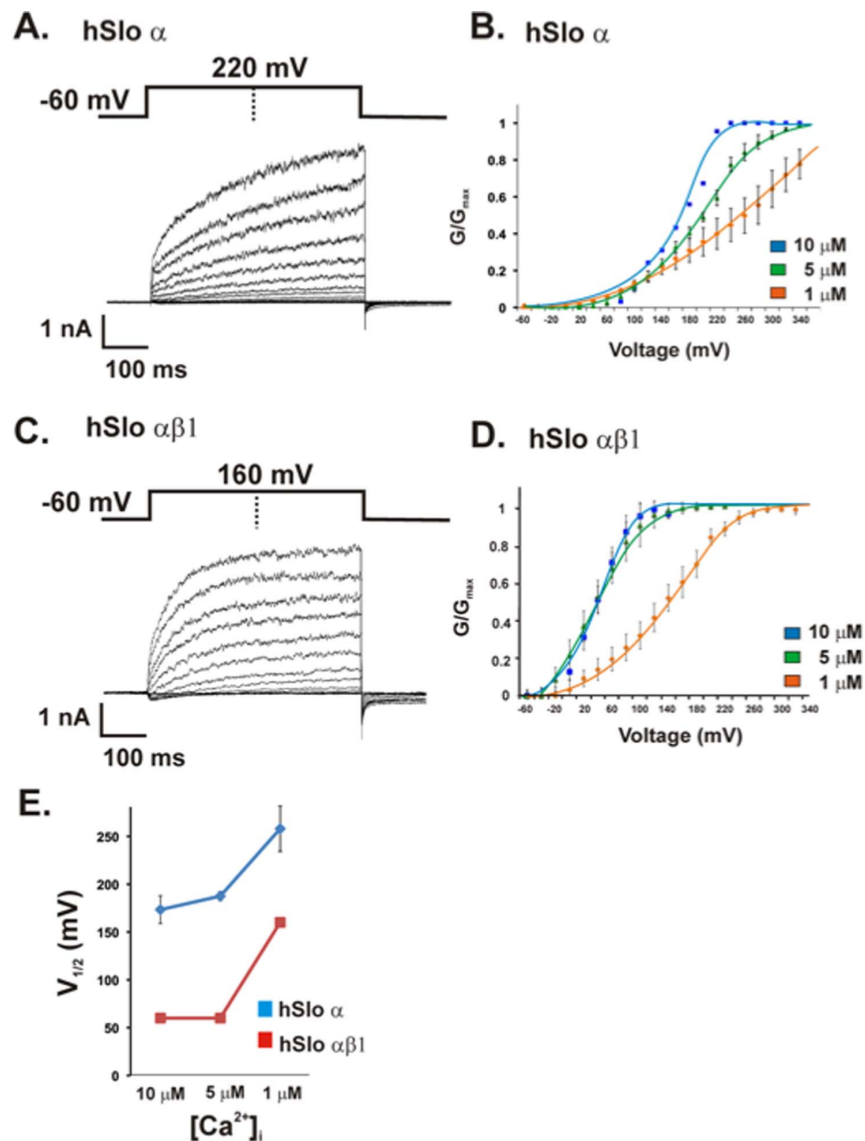 A. hSlo α
220 mV
-60 mV
1 nA
100 ms
B. hSlo α
1
0.8
0.6
0.4
0.2
0
G/Gmax
10 μM
5 μM
1 μM
-60 -20 20 60 100 140 180 220 260 300 340
Voltage (mV)
C. hSlo αβ1
160 mV
-60 mV
1 nA
100 ms
D. hSlo αβ1
1
0.8
0.6
0.4
0.2
0
G/Gmax
10 μM
5 μM
1 μM
-60 -20 20 60 100 140 180 220 260 300 340
Voltage (mV)
E.
250
200
150
100
50
0
V1/2 (mV)
hSlo α
hSlo αβ1
10 μM 5 μM 1 μM
[Ca2+]i